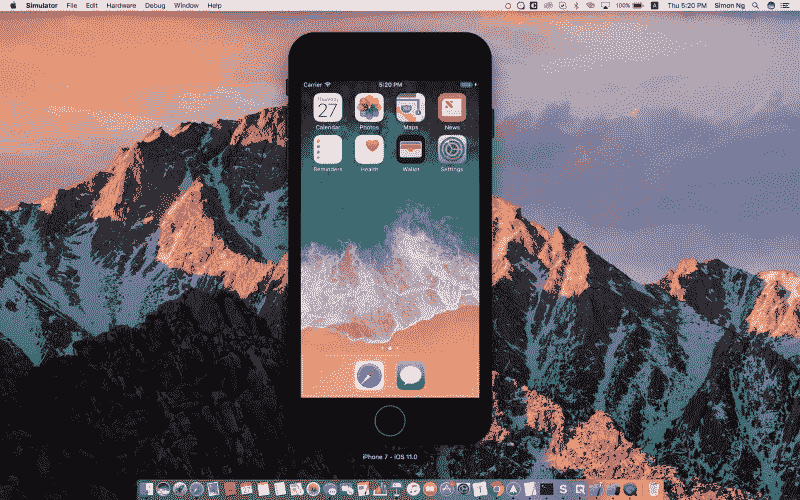 Simulator File Edit Hardware Debug Window Help 100% A Thu 5:20 PM Simon Ng
Carrier 5:20 PM
Thursday
27
Calendar Photos Maps News
Reminders Health Wallet Settings
iPhone 7 - iOS 11.0